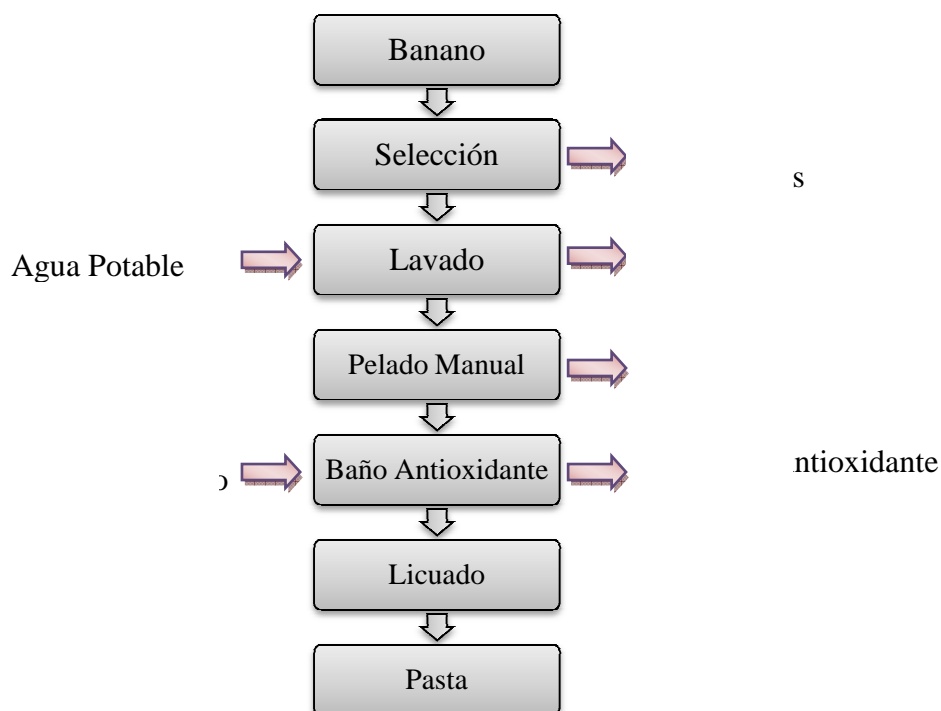 Banano
Selección
s
Agua Potable
Lavado
Pelado Manual
Baño Antioxidante
ntioxidante
o
Licuado
Pasta